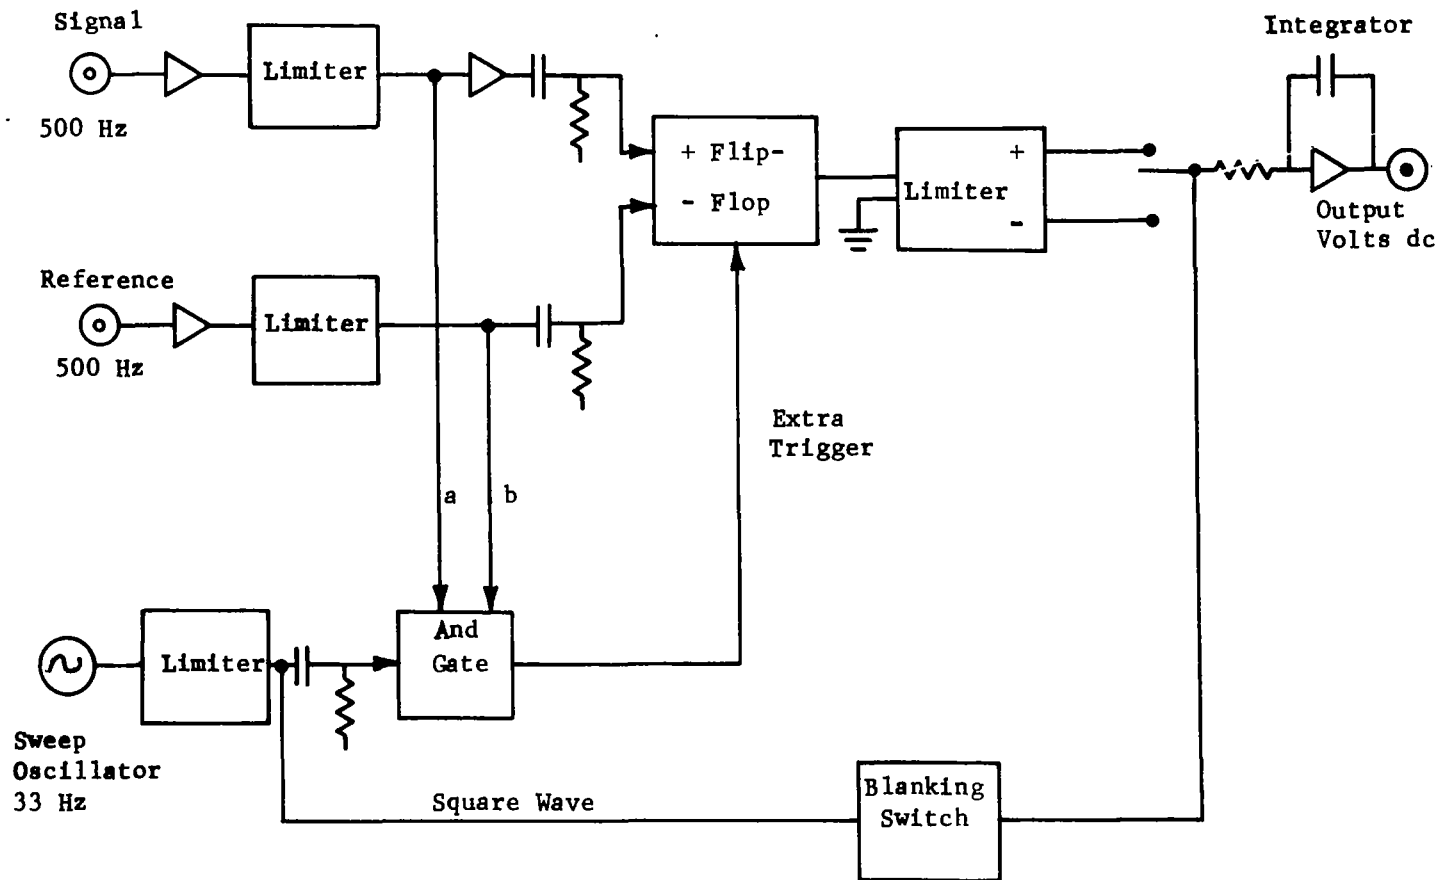 Signal
500 Hz
Limiter
Reference
500 Hz
Limiter
+ Flip-
- Flop
Limiter
+
-
Integrator
Output
Volts dc
Extra
Trigger
a
b
And
Gate
Limiter
Sweep
Oscillator
33 Hz
Square Wave
Blanking
Switch